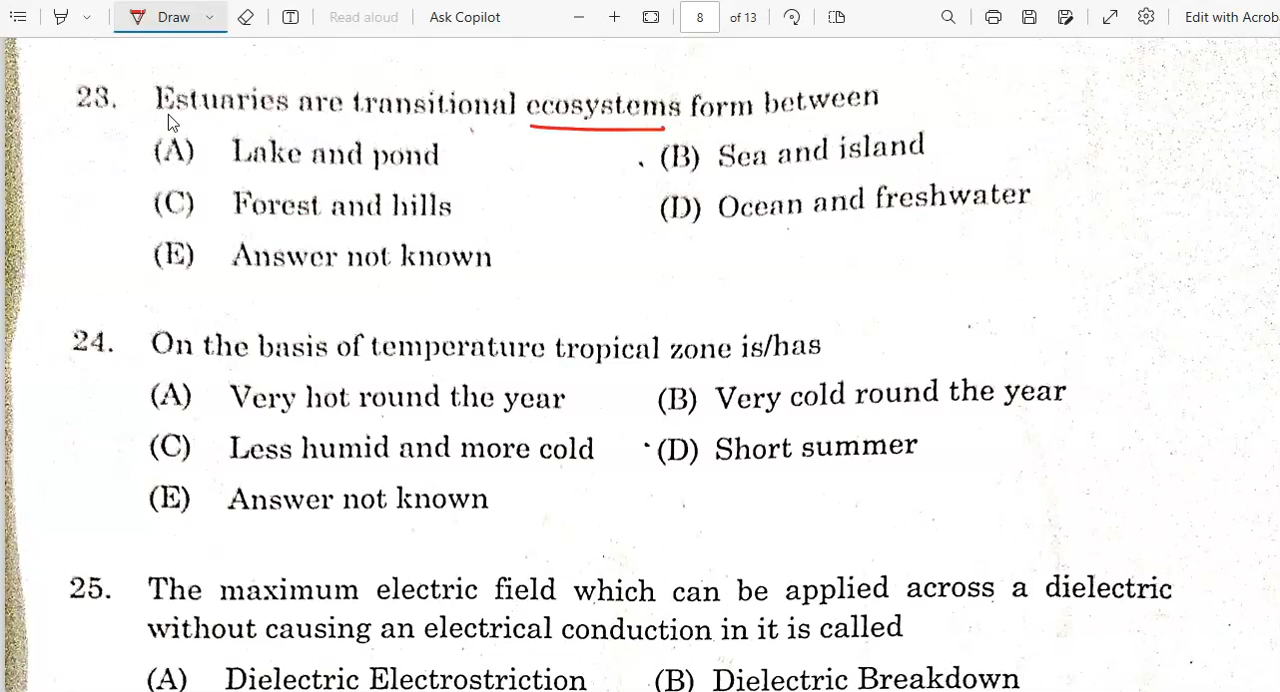 Draw
Read aloud
Ask Copilot
8
of 13
Edit with Acrob
23. Estuaries are transitional ecosystems form between
(A) Lake and pond
(B) Sea and island
(C) Forest and hills
(D) Ocean and freshwater
(E) Answer not known
24. On the basis of temperature tropical zone is/has
(A) Very hot round the year
(B) Very cold round the year
(C) Less humid and more cold
(D) Short summer
(E) Answer not known
25. The maximum electric field which can be applied across a dielectric
without causing an electrical conduction in it is called
(A) Dielectric Electrostriction
(B) Dielectric Breakdown